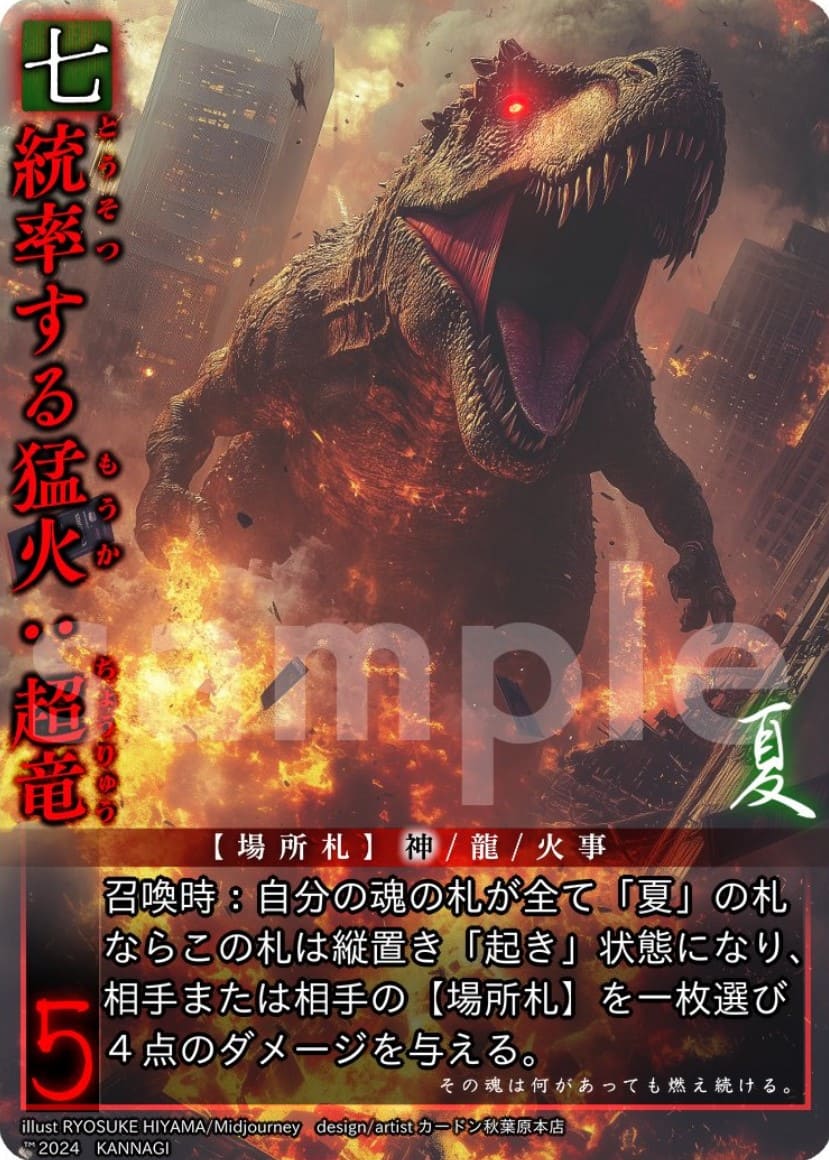 七
統率する猛火：超竜
とうそつ
もうか
ちょうりゅう
sample
夏
【場所札】神/龍/火事
召喚時：自分の魂の札が全て「夏」の札
ならこの札は縦置き「起き」状態になり、
相手または相手の【場所札】を一枚選び
４点のダメージを与える。
その魂は何があっても燃え続ける。
5
illust RYOSUKE HIYAMA/Midjourney design/artist カードン秋葉原本店
™2024 KANNAGI